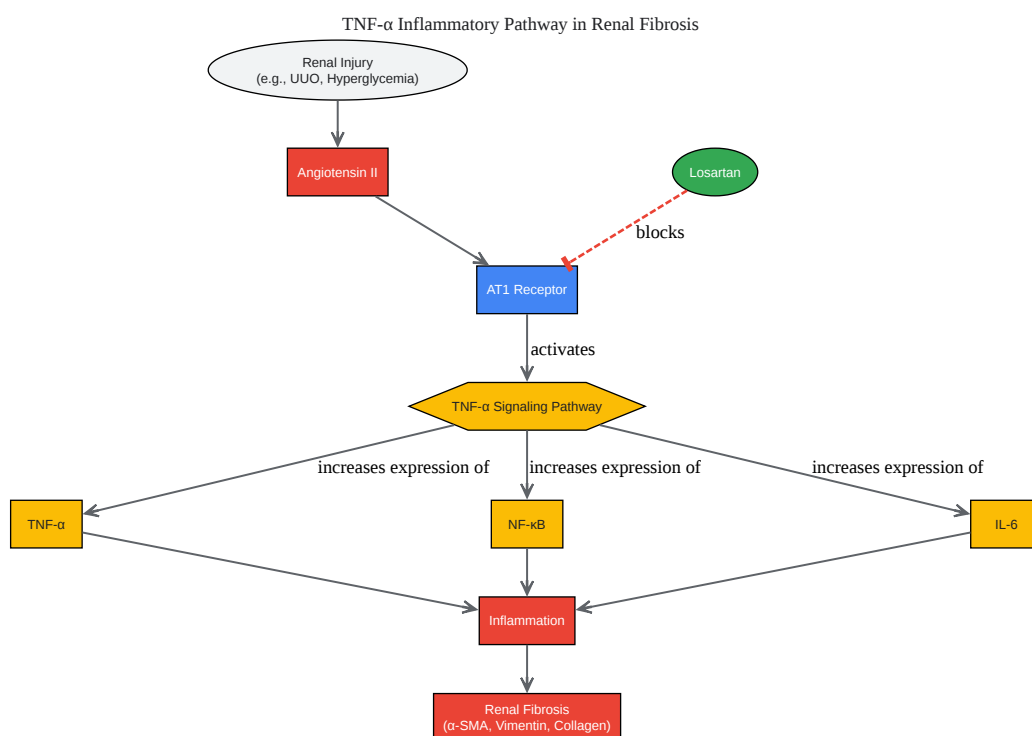 TNF-α Inflammatory Pathway in Renal Fibrosis
Renal Injury
(e.g., UUO, Hyperglycemia)
Angiotensin II
Losartan
blocks
AT1 Receptor
activates
TNF-α Signaling Pathway
increases expression of
increases expression of
increases expression of
TNF-α
NF-κB
IL-6
Inflammation
Renal Fibrosis
(α-SMA, Vimentin, Collagen)